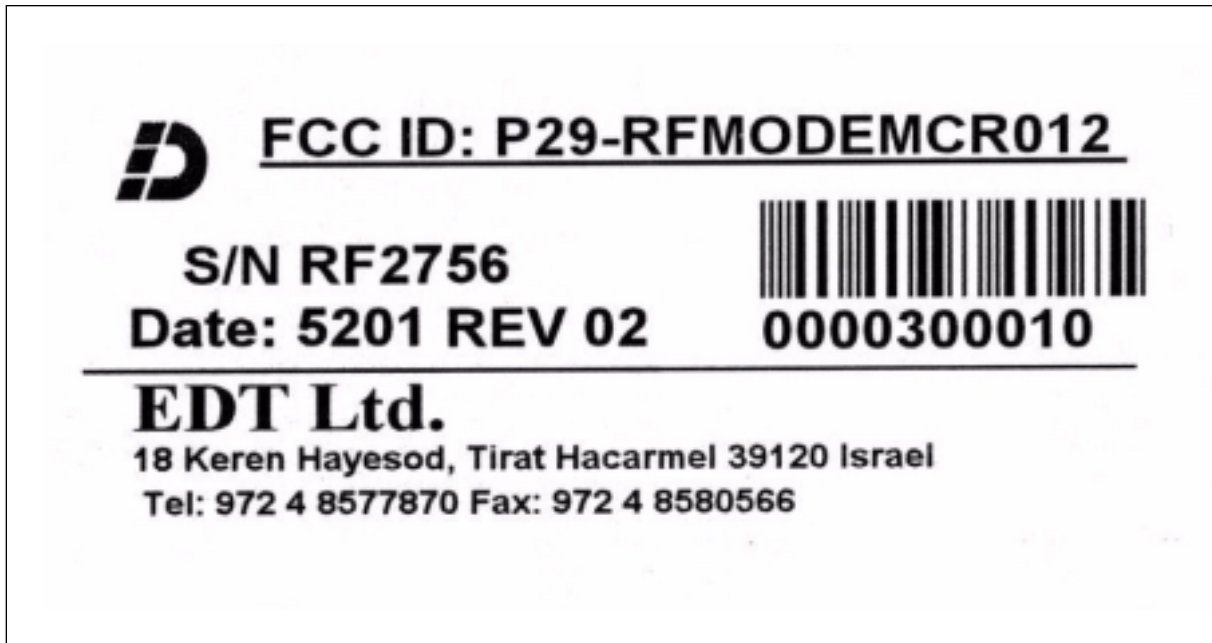 FCC ID: P29-RFMODEMCR012
S/N RF2756
Date: 5201 REV 02
0000300010
EDT Ltd.
18 Keren Hayesod, Tirat Hacarmel 39120 Israel
Tel: 972 4 8577870 Fax: 972 4 8580566